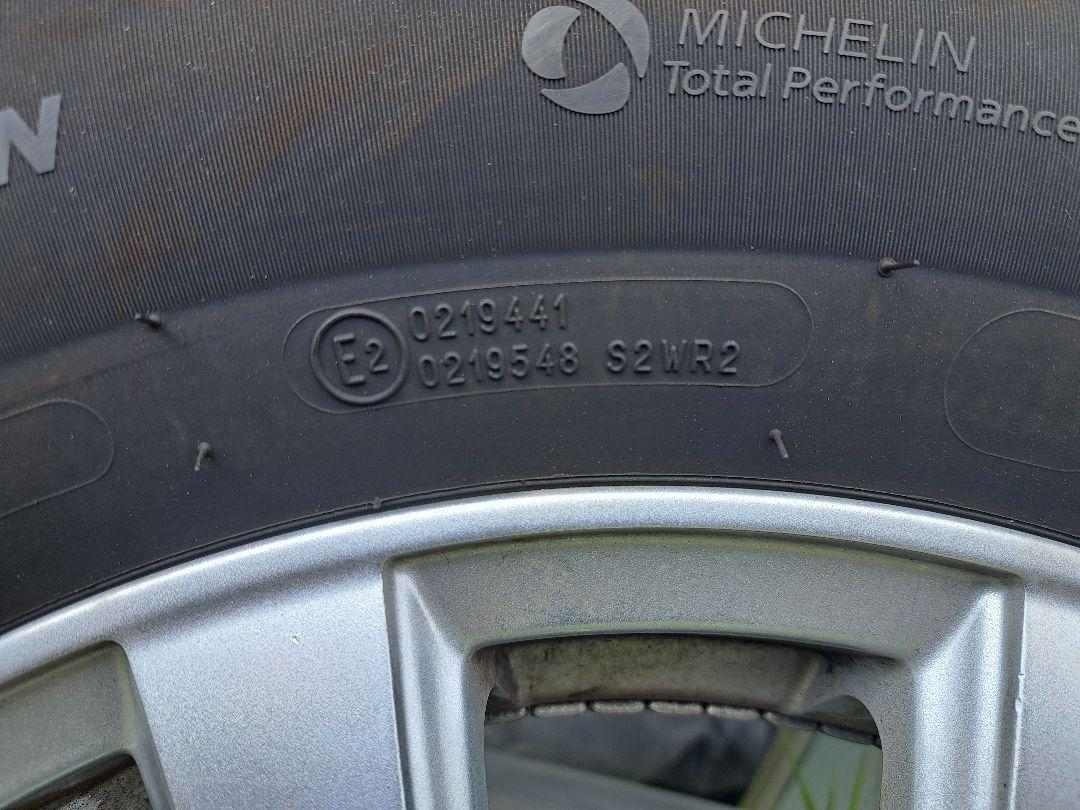 MICHELIN
Total Performance
E2
0219441
0219548 S2WR2